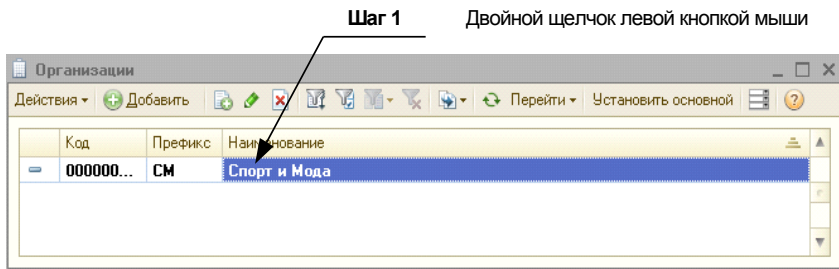 Шаг 1 Двойной щелчок левой кнопкой мыши
Организации
Действия Добавить Перейти Установить основной ?
Код Префикс Наименование
000000... СМ Спорт и Мода